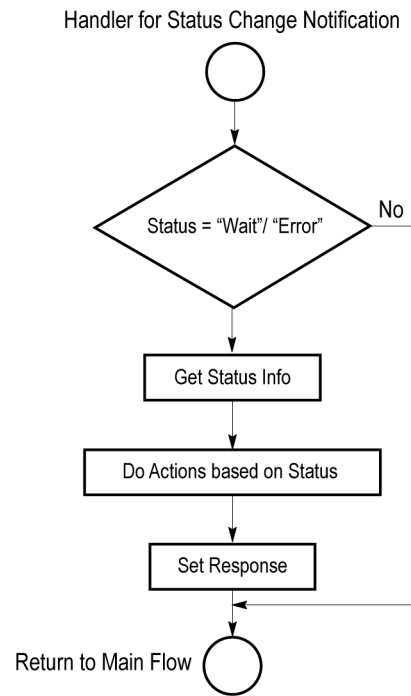 Handler for Status Change Notification
Status = “Wait”/ “Error”
No
Get Status Info
Do Actions based on Status
Set Response
Return to Main Flow